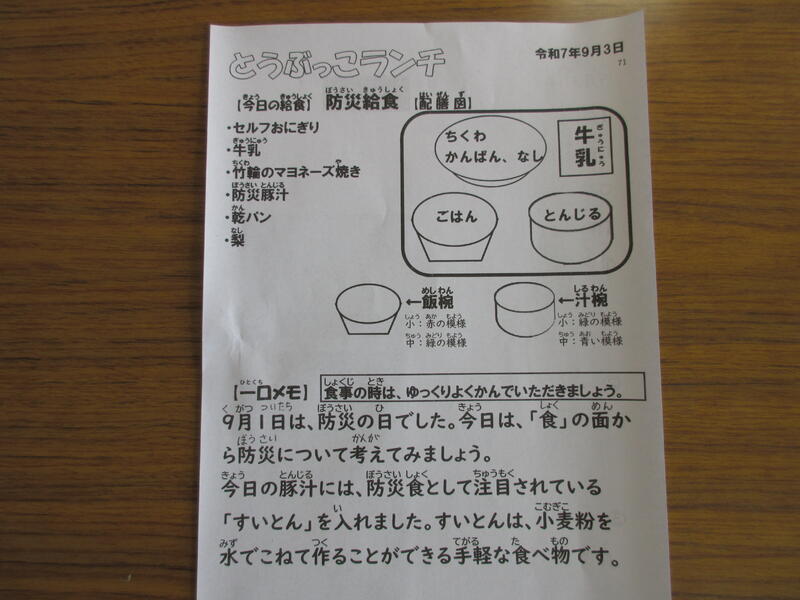 とうぶっこランチ
令和7年9月3日
71
【今日の給食】 防災給食 【配膳図】
・セルフおにぎり
・牛乳
・竹輪のマヨネーズ焼き
・防災豚汁
・乾パン
・梨
ちくわ
かんぱん、なし
牛乳
ごはん
とんじる
←飯椀
小：赤の模様
中：緑の模様
←汁椀
小：緑の模様
中：青い模様
【一口メモ】 食事の時は、ゆっくりよくかんでいただきましょう。
9月1日は、防災の日でした。今日は、「食」の面か
ら防災について考えてみましょう。
今日の豚汁には、防災食として注目されている
「すいとん」を入れました。すいとんは、小麦粉を
水でこねて作ることができる手軽な食べ物です。